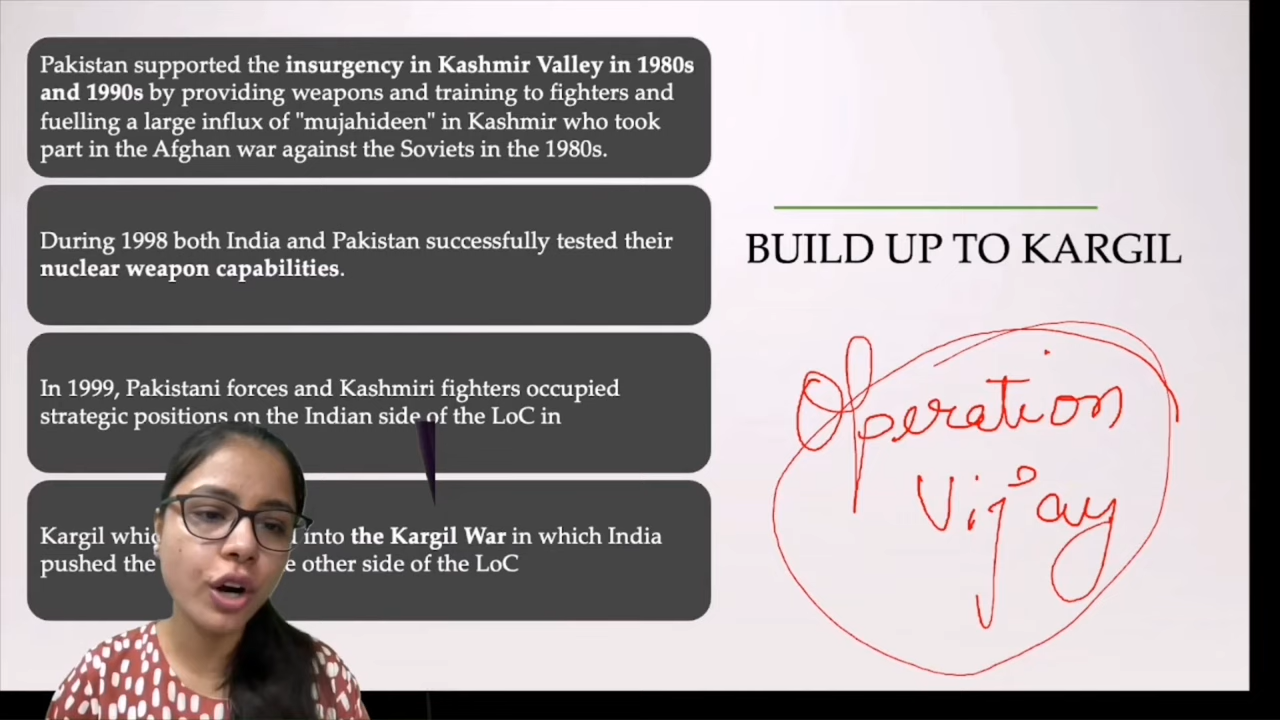 Pakistan supported the insurgency in Kashmir Valley in 1980s
and 1990s by providing weapons and training to fighters and
fuelling a large influx of "mujahideen" in Kashmir who took
part in the Afghan war against the Soviets in the 1980s.
During 1998 both India and Pakistan successfully tested their
nuclear weapon capabilities.
In 1999, Pakistani forces and Kashmiri fighters occupied
strategic positions on the Indian side of the LoC in
Kargil into the Kargil War in which India
pushed the other side of the LoC
BUILD UP TO KARGIL
Operation
Vijay